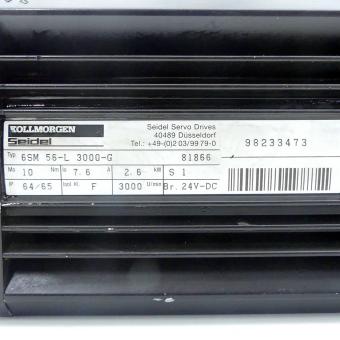 KOLLMORGEN
Seidel
Seidel Servo Drives
40489 Düsseldorf
Tel.: +49-(0)203/9979-0
98233473
Typ 6SM 56-L 3000-G 81866
Mo 10 Nm Io 7.6 A 2.6 kW S 1
IP 64/65 Isol.Kl. F 3000 U/min Br. 24V-DC